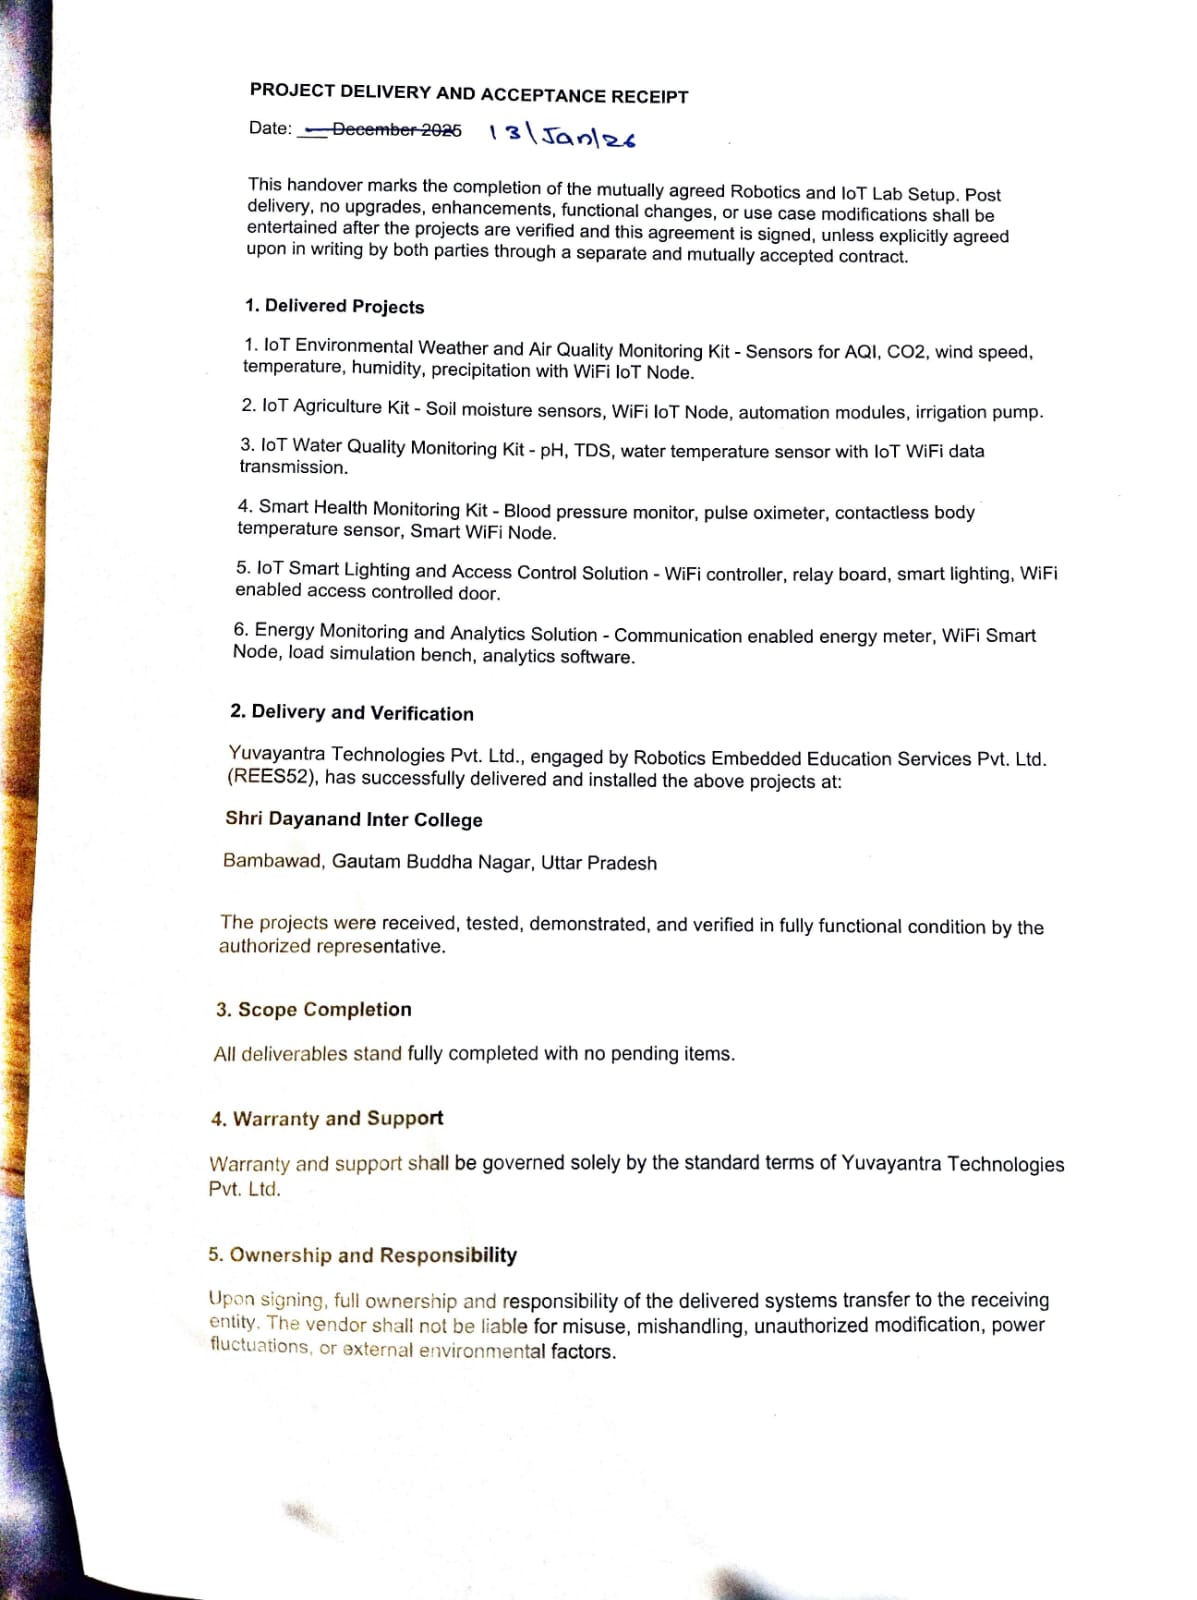 PROJECT DELIVERY AND ACCEPTANCE RECEIPT
Date: __ December 2025 13\Jan/26
This handover marks the completion of the mutually agreed Robotics and IoT Lab Setup. Post
delivery, no upgrades, enhancements, functional changes, or use case modifications shall be
entertained after the projects are verified and this agreement is signed, unless explicitly agreed
upon in writing by both parties through a separate and mutually accepted contract.
1. Delivered Projects
1. IoT Environmental Weather and Air Quality Monitoring Kit - Sensors for AQI, CO2, wind speed,
temperature, humidity, precipitation with WiFi IoT Node.
2. IoT Agriculture Kit - Soil moisture sensors, WiFi IoT Node, automation modules, irrigation pump.
3. IoT Water Quality Monitoring Kit - pH, TDS, water temperature sensor with IoT WiFi data
transmission.
4. Smart Health Monitoring Kit - Blood pressure monitor, pulse oximeter, contactless body
temperature sensor, Smart WiFi Node.
5. IoT Smart Lighting and Access Control Solution - WiFi controller, relay board, smart lighting, WiFi
enabled access controlled door.
6. Energy Monitoring and Analytics Solution - Communication enabled energy meter, WiFi Smart
Node, load simulation bench, analytics software.
2. Delivery and Verification
Yuvayantra Technologies Pvt. Ltd., engaged by Robotics Embedded Education Services Pvt. Ltd.
(REES52), has successfully delivered and installed the above projects at:
Shri Dayanand Inter College
Bambawad, Gautam Buddha Nagar, Uttar Pradesh
The projects were received, tested, demonstrated, and verified in fully functional condition by the
authorized representative.
3. Scope Completion
All deliverables stand fully completed with no pending items.
4. Warranty and Support
Warranty and support shall be governed solely by the standard terms of Yuvayantra Technologies
Pvt. Ltd.
5. Ownership and Responsibility
Upon signing, full ownership and responsibility of the delivered systems transfer to the receiving
entity. The vendor shall not be liable for misuse, mishandling, unauthorized modification, power
fluctuations, or external environmental factors.